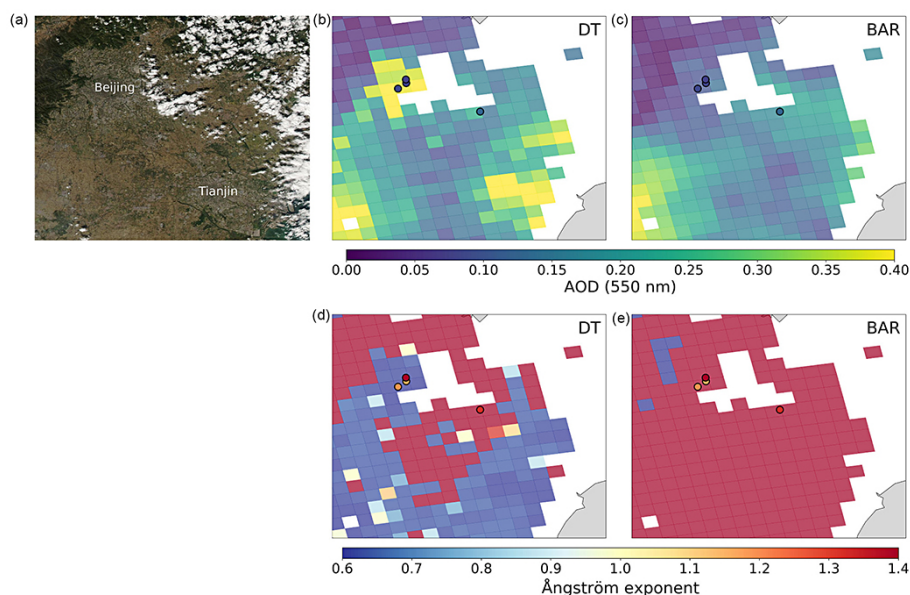 (a)
Beijing
Tianjin
(b)
DT
(c)
BAR
0.00 0.05 0.10 0.15 0.20 0.25 0.30 0.35 0.40
AOD (550 nm)
(d)
DT
(e)
BAR
0.6 0.7 0.8 0.9 1.0 1.1 1.2 1.3 1.4
Ångström exponent